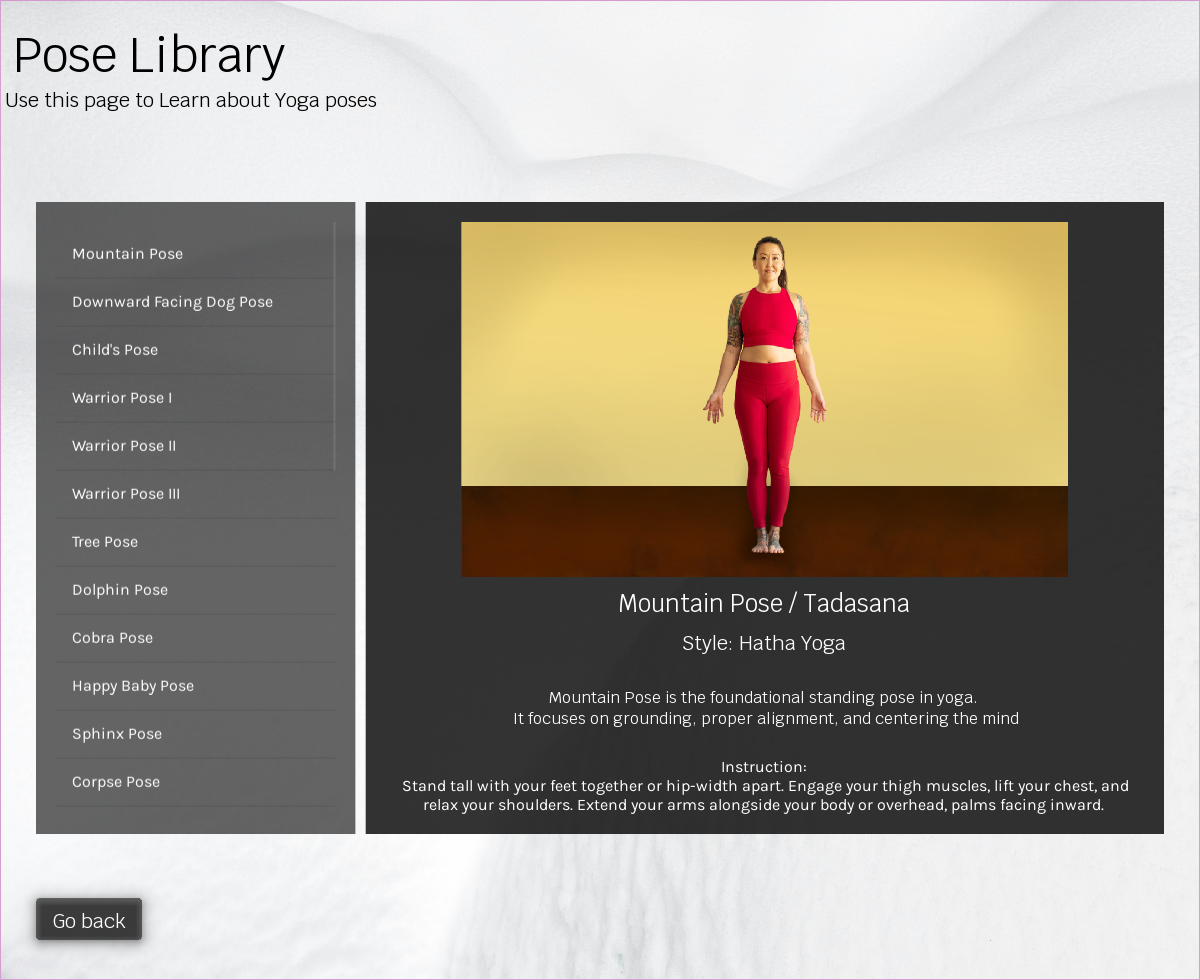 Pose Library
Use this page to Learn about Yoga poses
Mountain Pose
Downward Facing Dog Pose
Child's Pose
Warrior Pose I
Warrior Pose II
Warrior Pose III
Tree Pose
Dolphin Pose
Cobra Pose
Happy Baby Pose
Sphinx Pose
Corpse Pose
Mountain Pose / Tadasana
Style: Hatha Yoga
Mountain Pose is the foundational standing pose in yoga.
It focuses on grounding, proper alignment, and centering the mind
Instruction:
Stand tall with your feet together or hip-width apart. Engage your thigh muscles, lift your chest, and
relax your shoulders. Extend your arms alongside your body or overhead, palms facing inward.
Go back